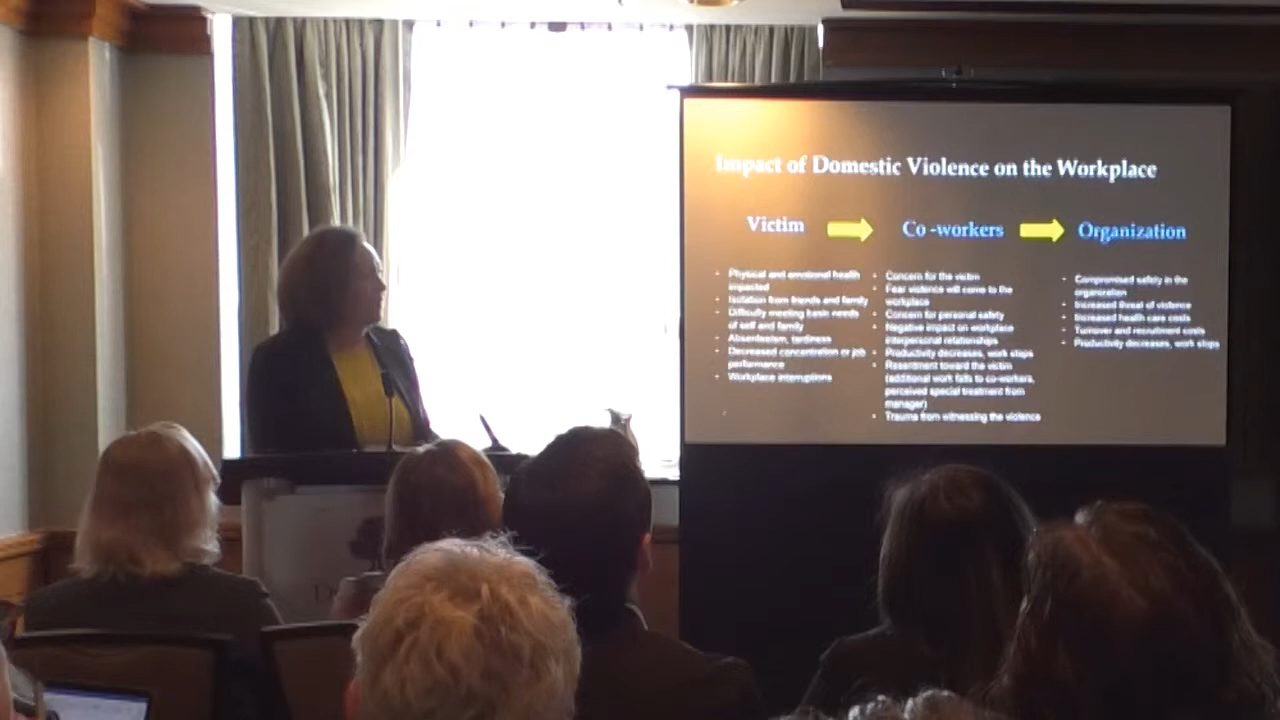 Impact of Domestic Violence on the Workplace
Victim
Co-workers
Organization
Physical and emotional health
impacted
Isolation from friends and family
Difficulty meeting basic needs
of self and family
Absenteeism, tardiness
Decreased concentration or job
performance
Workplace interruptions
Concern for the victim
Fear violence will come to the
workplace
Concern for personal safety
Negative impact on workplace
interpersonal relationships
Productivity decreases, work stops
Resentment toward the victim
(additional work falls to co-workers,
perceived special treatment from
manager)
Trauma from witnessing the violence
Compromised safety in the
organization
Increased threat of violence
Increased health care costs
Turnover and recruitment costs
Productivity decreases, work stops